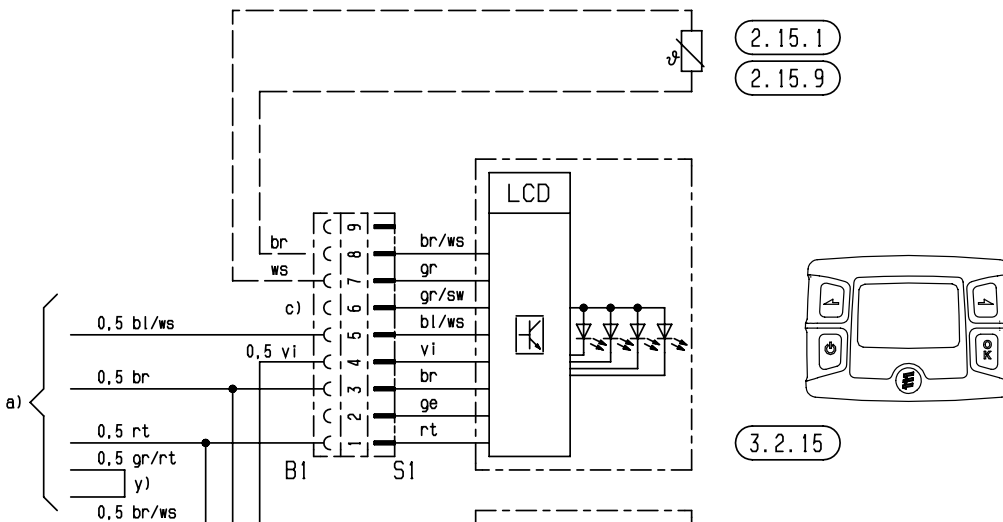 2.15.1
ϑ
2.15.9
LCD
9
br
8
br/ws
ws
7
gr
c)
6
gr/sw
0,5 bl/ws
5
bl/ws
0,5 vi
4
vi
0,5 br
3
br
a)
2
ge
0,5 rt
1
rt
0,5 gr/rt
B1
S1
y)
0,5 br/ws
OK
3.2.15